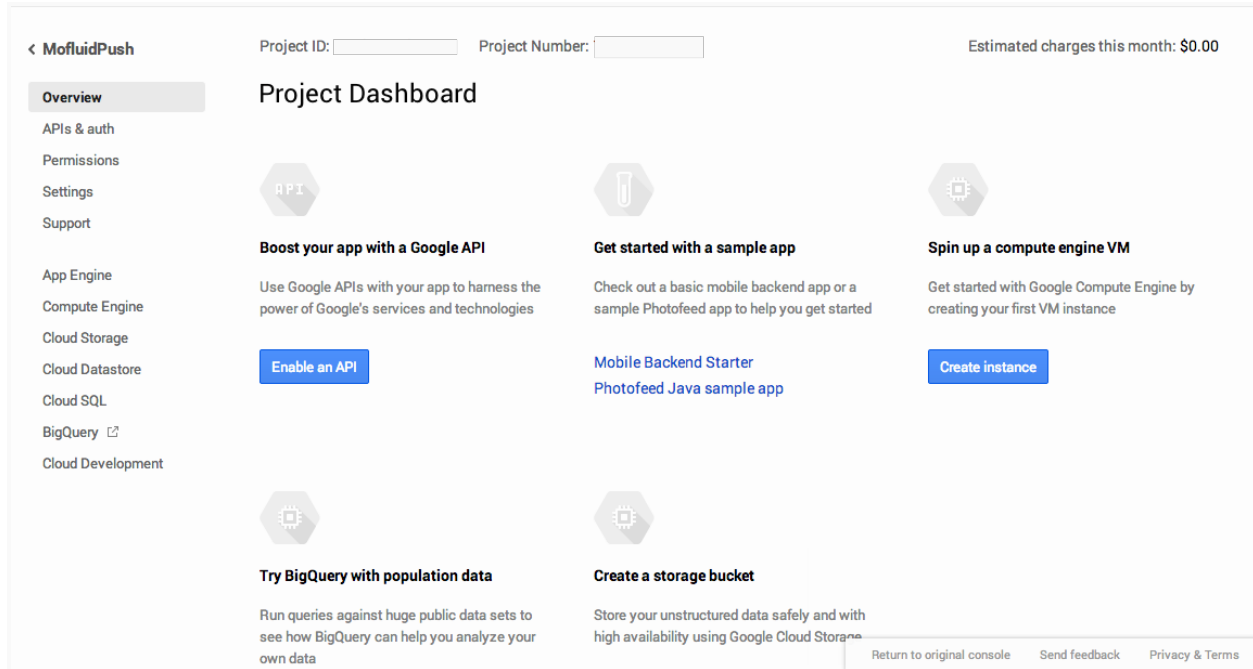 MofluidPush
Project ID:
Project Number:
Estimated charges this month: $0.00
Overview
APIs & auth
Permissions
Settings
Support
App Engine
Compute Engine
Cloud Storage
Cloud Datastore
Cloud SQL
BigQuery
Cloud Development
Project Dashboard
API
Boost your app with a Google API
Use Google APIs with your app to harness the
power of Google's services and technologies
Enable an API
Get started with a sample app
Check out a basic mobile backend app or a
sample Photofeed app to help you get started
Mobile Backend Starter
Photofeed Java sample app
Spin up a compute engine VM
Get started with Google Compute Engine by
creating your first VM instance
Create instance
Try BigQuery with population data
Run queries against huge public data sets to
see how BigQuery can help you analyze your
own data
Create a storage bucket
Store your unstructured data safely and with
high availability using Google Cloud Storage
Return to original console
Send feedback
Privacy & Terms